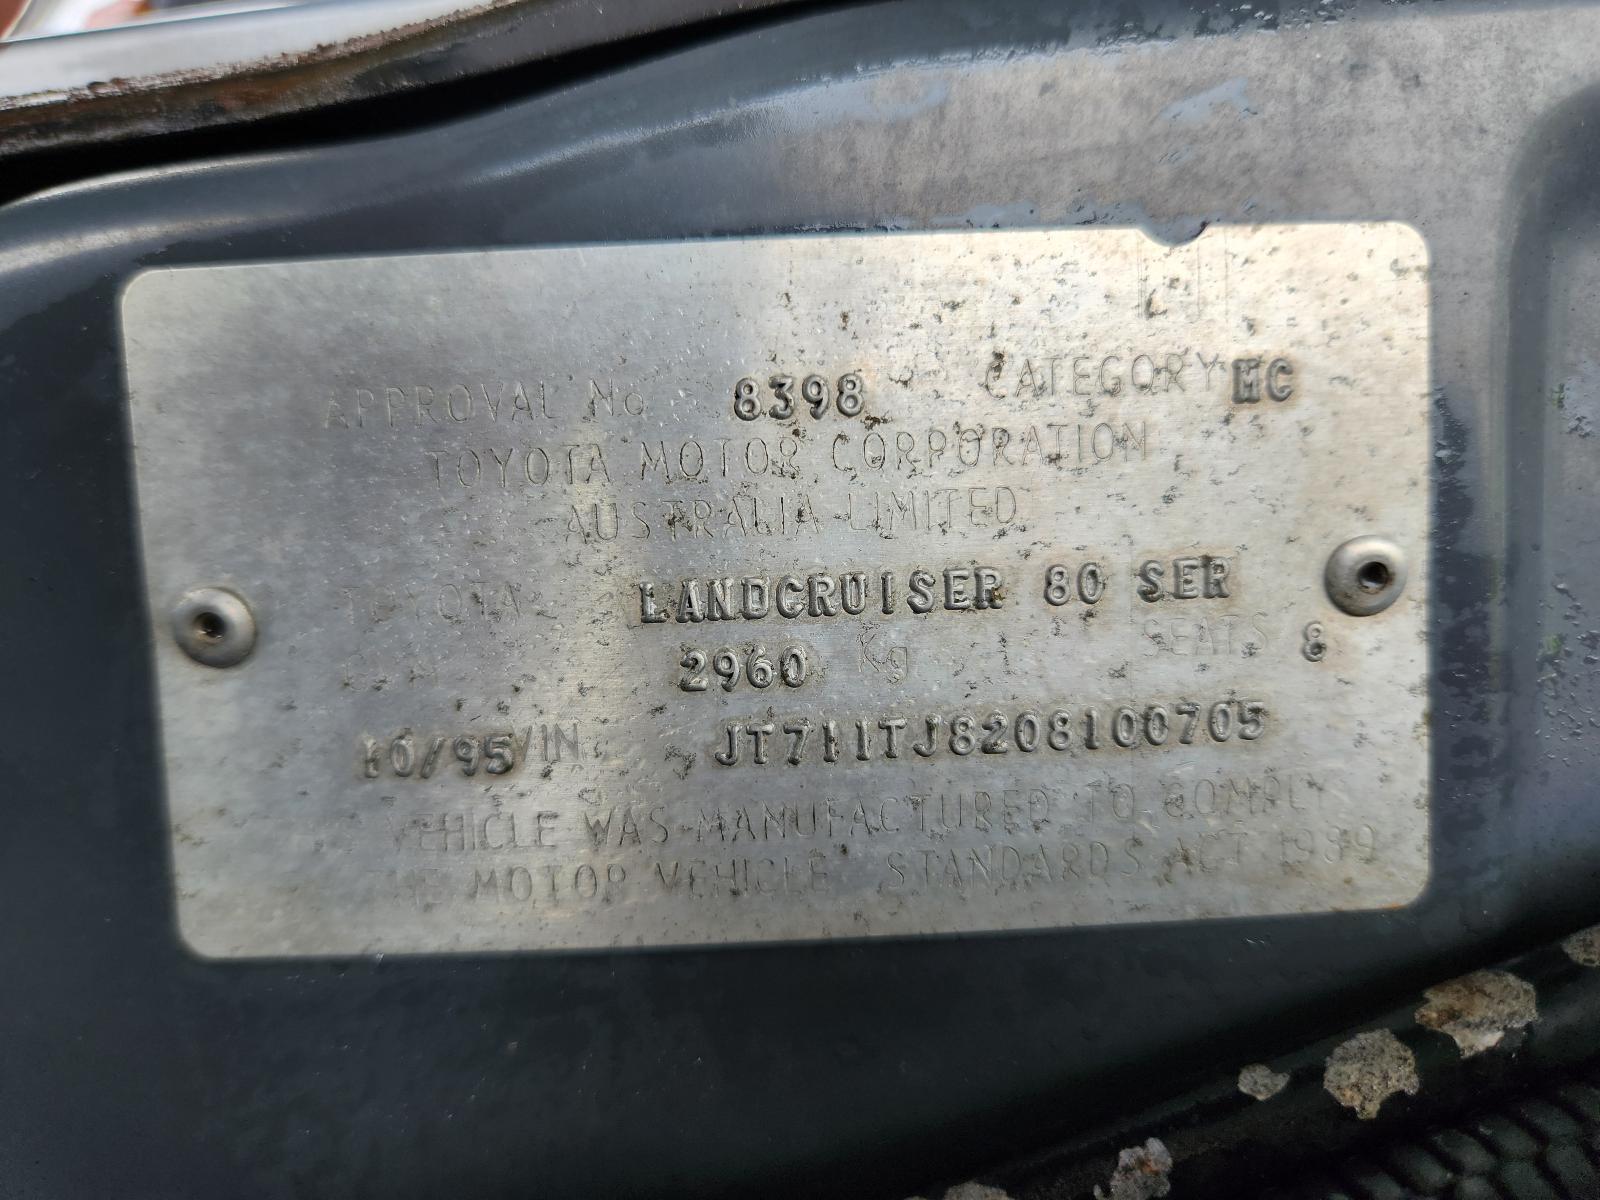 APPROVAL No 8398 CATEGORY MC
TOYOTA MOTOR CORPORATION
AUSTRALIA LIMITED
TOYOTA LANDCRUISER 80 SER
2960 Kg SEATS 8
10/95 VIN JT711TJ8208100705
VEHICLE WAS MANUFACTURED TO COMPLY
THE MOTOR VEHICLE STANDARDS ACT 1989